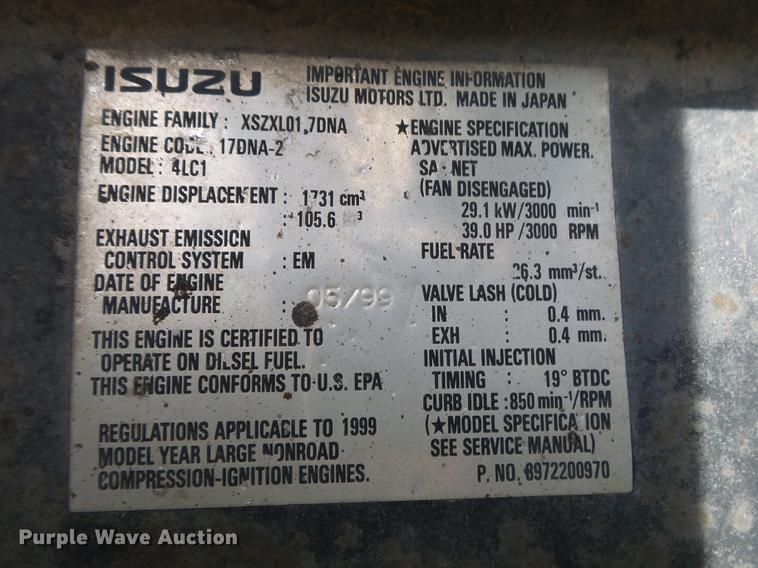 ISUZU
IMPORTANT ENGINE INFORMATION
ISUZU MOTORS LTD. MADE IN JAPAN
ENGINE FAMILY : XSZXL01.7DNA
ENGINE CODE : 17DNA-2
MODEL : 4LC1
ENGINE DISPLACEMENT : 1731 cm³
: 105.6
EXHAUST EMISSION
CONTROL SYSTEM : EM
DATE OF ENGINE
MANUFACTURE : 05/99
THIS ENGINE IS CERTIFIED TO
OPERATE ON DIESEL FUEL.
THIS ENGINE CONFORMS TO U.S. EPA
REGULATIONS APPLICABLE TO 1999
MODEL YEAR LARGE NONROAD
COMPRESSION-IGNITION ENGINES.
★ENGINE SPECIFICATION
ADVERTISED MAX. POWER.
SA-NET
(FAN DISENGAGED)
29.1 kW/3000 min-¹
39.0 HP/3000 RPM
FUEL RATE
26.3 mm³/st.
VALVE LASH (COLD)
IN : 0.4 mm.
EXH : 0.4 mm.
INITIAL INJECTION
TIMING : 19° BTDC
CURB IDLE : 850 min-¹/RPM
(★MODEL SPECIFICATION
SEE SERVICE MANUAL)
P. NO. 8972200970
Purple Wave Auction